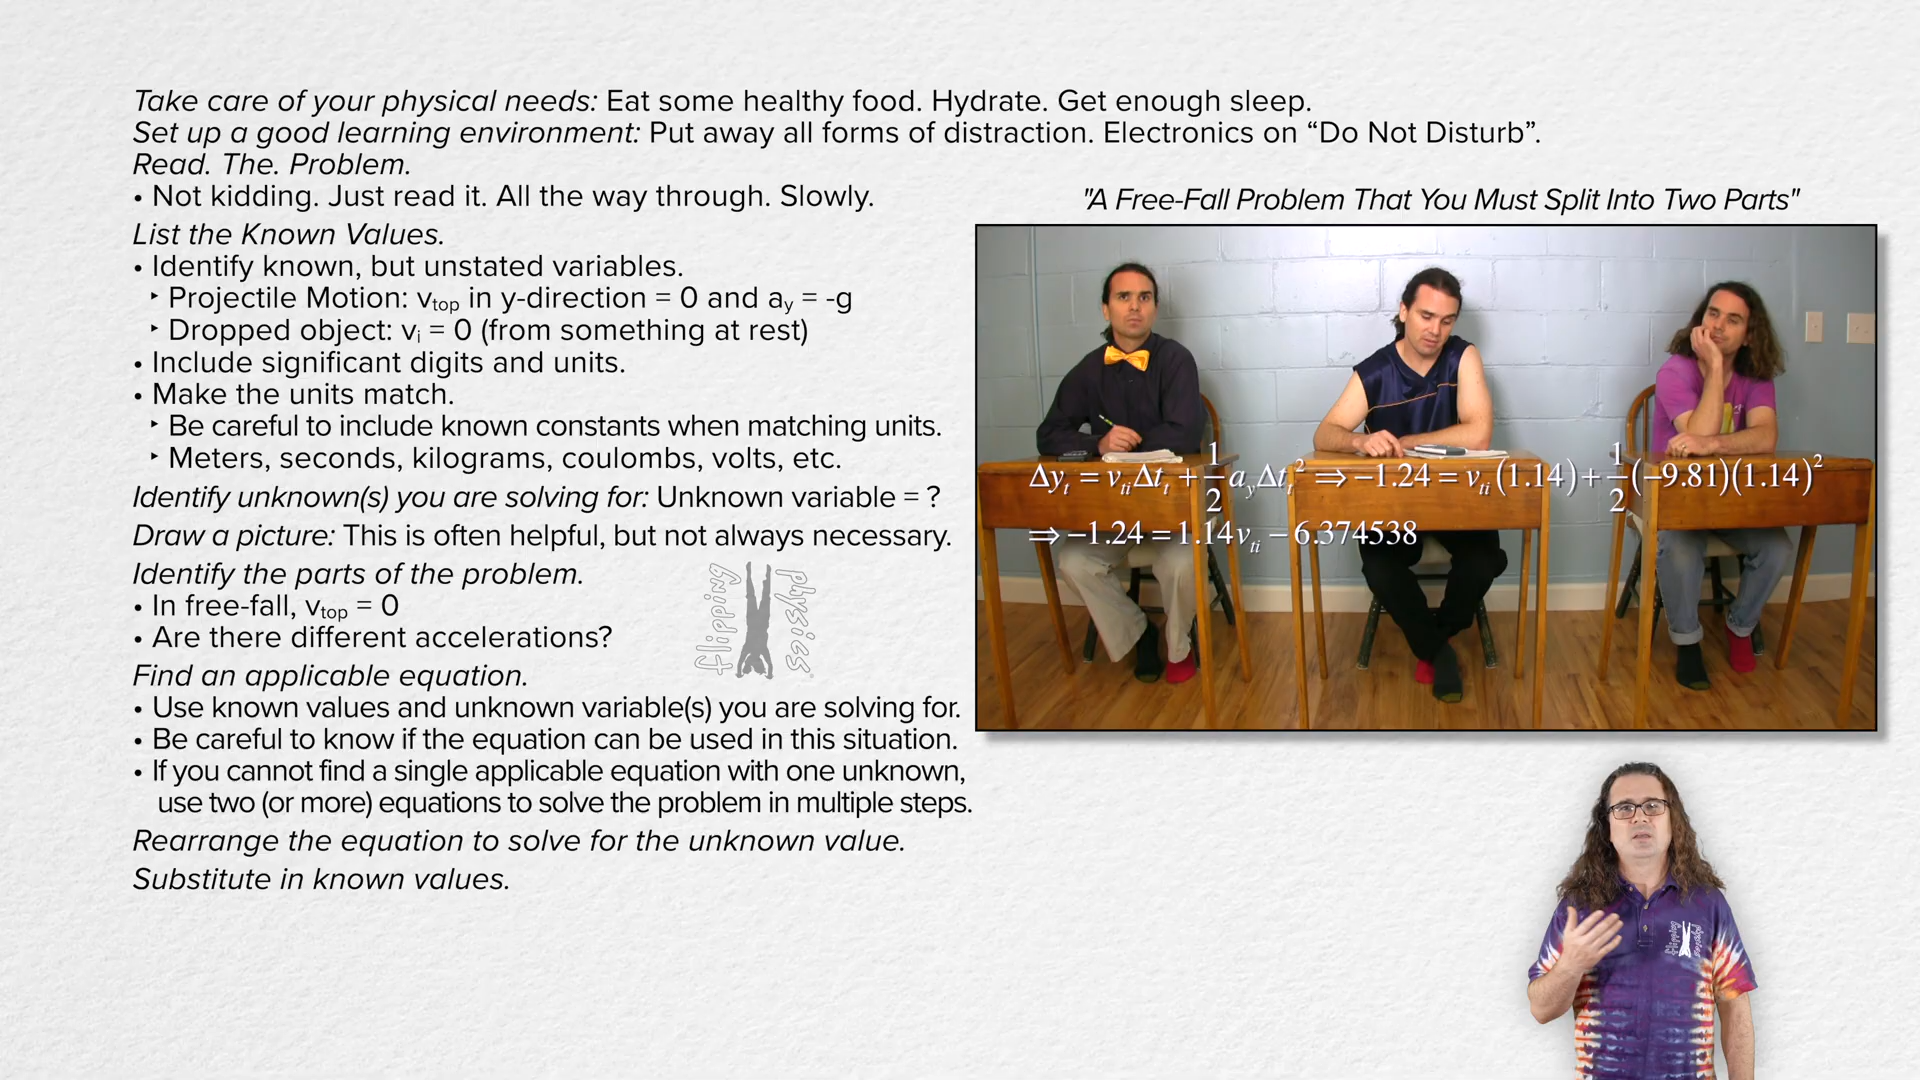 Take care of your physical needs: Eat some healthy food. Hydrate. Get enough sleep.
Set up a good learning environment: Put away all forms of distraction. Electronics on “Do Not Disturb”.
Read. The. Problem.
• Not kidding. Just read it. All the way through. Slowly.
List the Known Values.
• Identify known, but unstated variables.
‣ Projectile Motion: vtop in y-direction = 0 and ay = -g
‣ Dropped object: vi = 0 (from something at rest)
• Include significant digits and units.
• Make the units match.
‣ Be careful to include known constants when matching units.
‣ Meters, seconds, kilograms, coulombs, volts, etc.
Identify unknown(s) you are solving for: Unknown variable = ?
Draw a picture: This is often helpful, but not always necessary.
Identify the parts of the problem.
• In free-fall, vtop = 0
• Are there different accelerations?
Find an applicable equation.
• Use known values and unknown variable(s) you are solving for.
• Be careful to know if the equation can be used in this situation.
• If you cannot find a single applicable equation with one unknown,
use two (or more) equations to solve the problem in multiple steps.
Rearrange the equation to solve for the unknown value.
Substitute in known values.
flipping physics
"A Free-Fall Problem That You Must Split Into Two Parts"
Δy_t = v_ti Δt_t + 1/2 a_y Δt_t² ⇒ −1.24 = v_ti (1.14) + 1/2 (−9.81)(1.14)²
⇒ −1.24 = 1.14v_ti − 6.374538
flipping physics